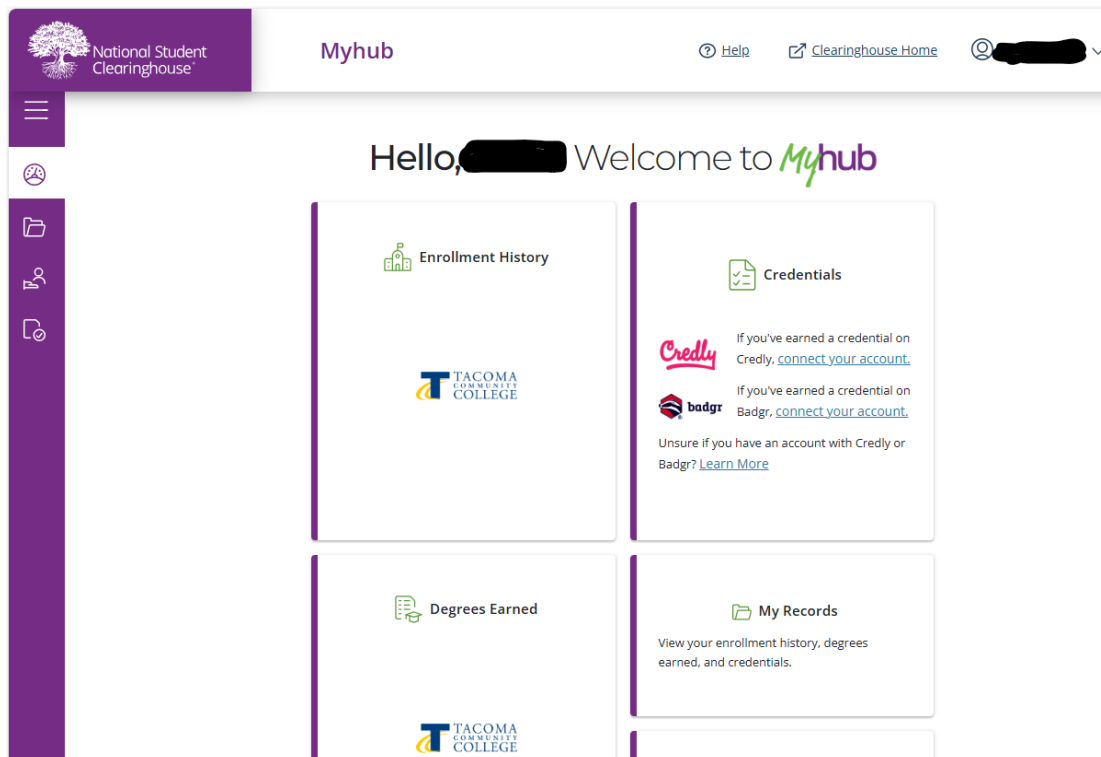 National Student
Clearinghouse
Myhub
Help
Clearinghouse Home
Hello, Welcome to Myhub
Enrollment History
TACOMA
COMMUNITY
COLLEGE
Credentials
Credly
If you've earned a credential on
Credly, connect your account.
badgr
If you've earned a credential on
Badgr, connect your account.
Unsure if you have an account with Credly or
Badgr? Learn More
Degrees Earned
TACOMA
COMMUNITY
COLLEGE
My Records
View your enrollment history, degrees
earned, and credentials.